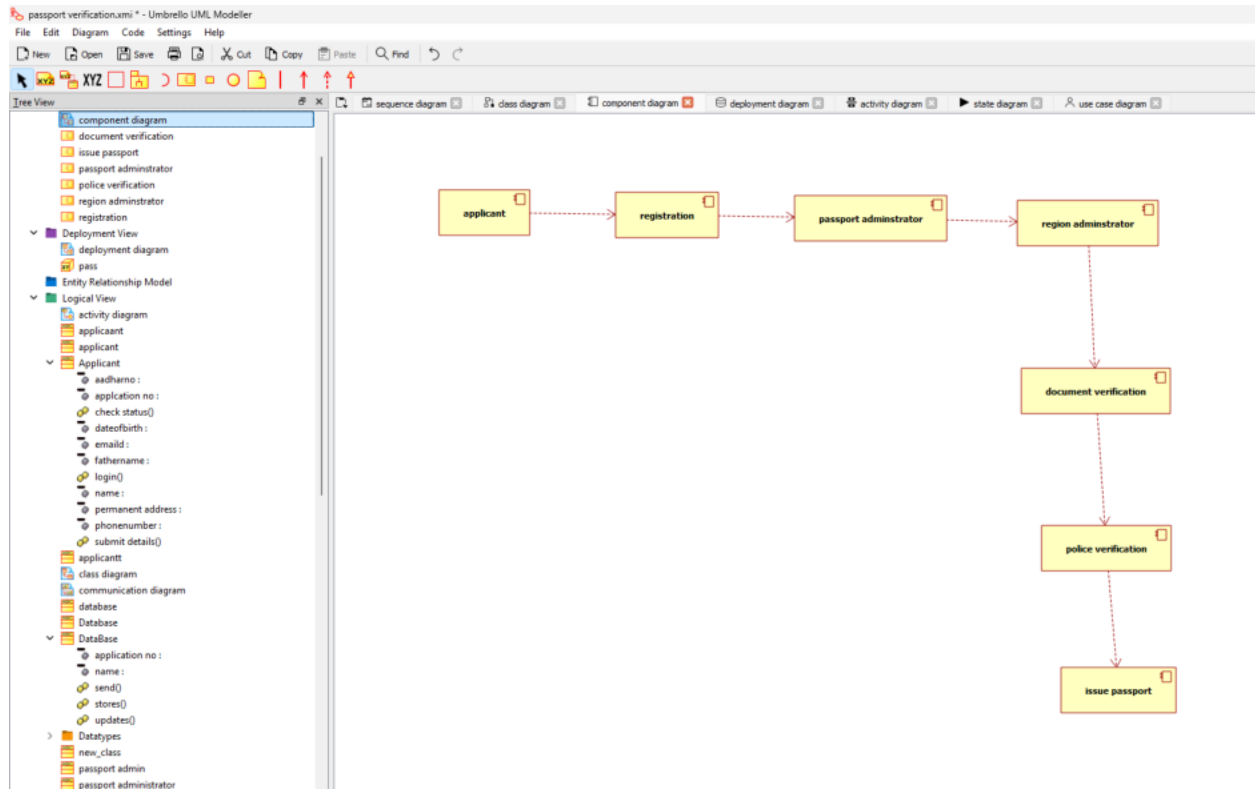 passport verification.xmi * - Umbrello UML Modeller
File Edit Diagram Code Settings Help
New Open Save Cut Copy Paste Find
XYZ XYZ
Tree View
sequence diagram class diagram component diagram deployment diagram activity diagram state diagram use case diagram
component diagram
document verification
issue passport
passport adminstrator
police verification
region adminstrator
registration
Deployment View
deployment diagram
pass
Entity Relationship Model
Logical View
activity diagram
applicaant
applicant
Applicant
aadharno :
applcation no :
check status()
dateofbirth :
emaild :
fathername :
login()
name :
permanent address :
phonenumber :
submit details()
applicantt
class diagram
communication diagram
database
Database
DataBase
application no :
name :
send()
stores()
updates()
Datatypes
new_class
passport admin
passport administrator
applicant
registration
passport adminstrator
region adminstrator
document verification
police verification
issue passport